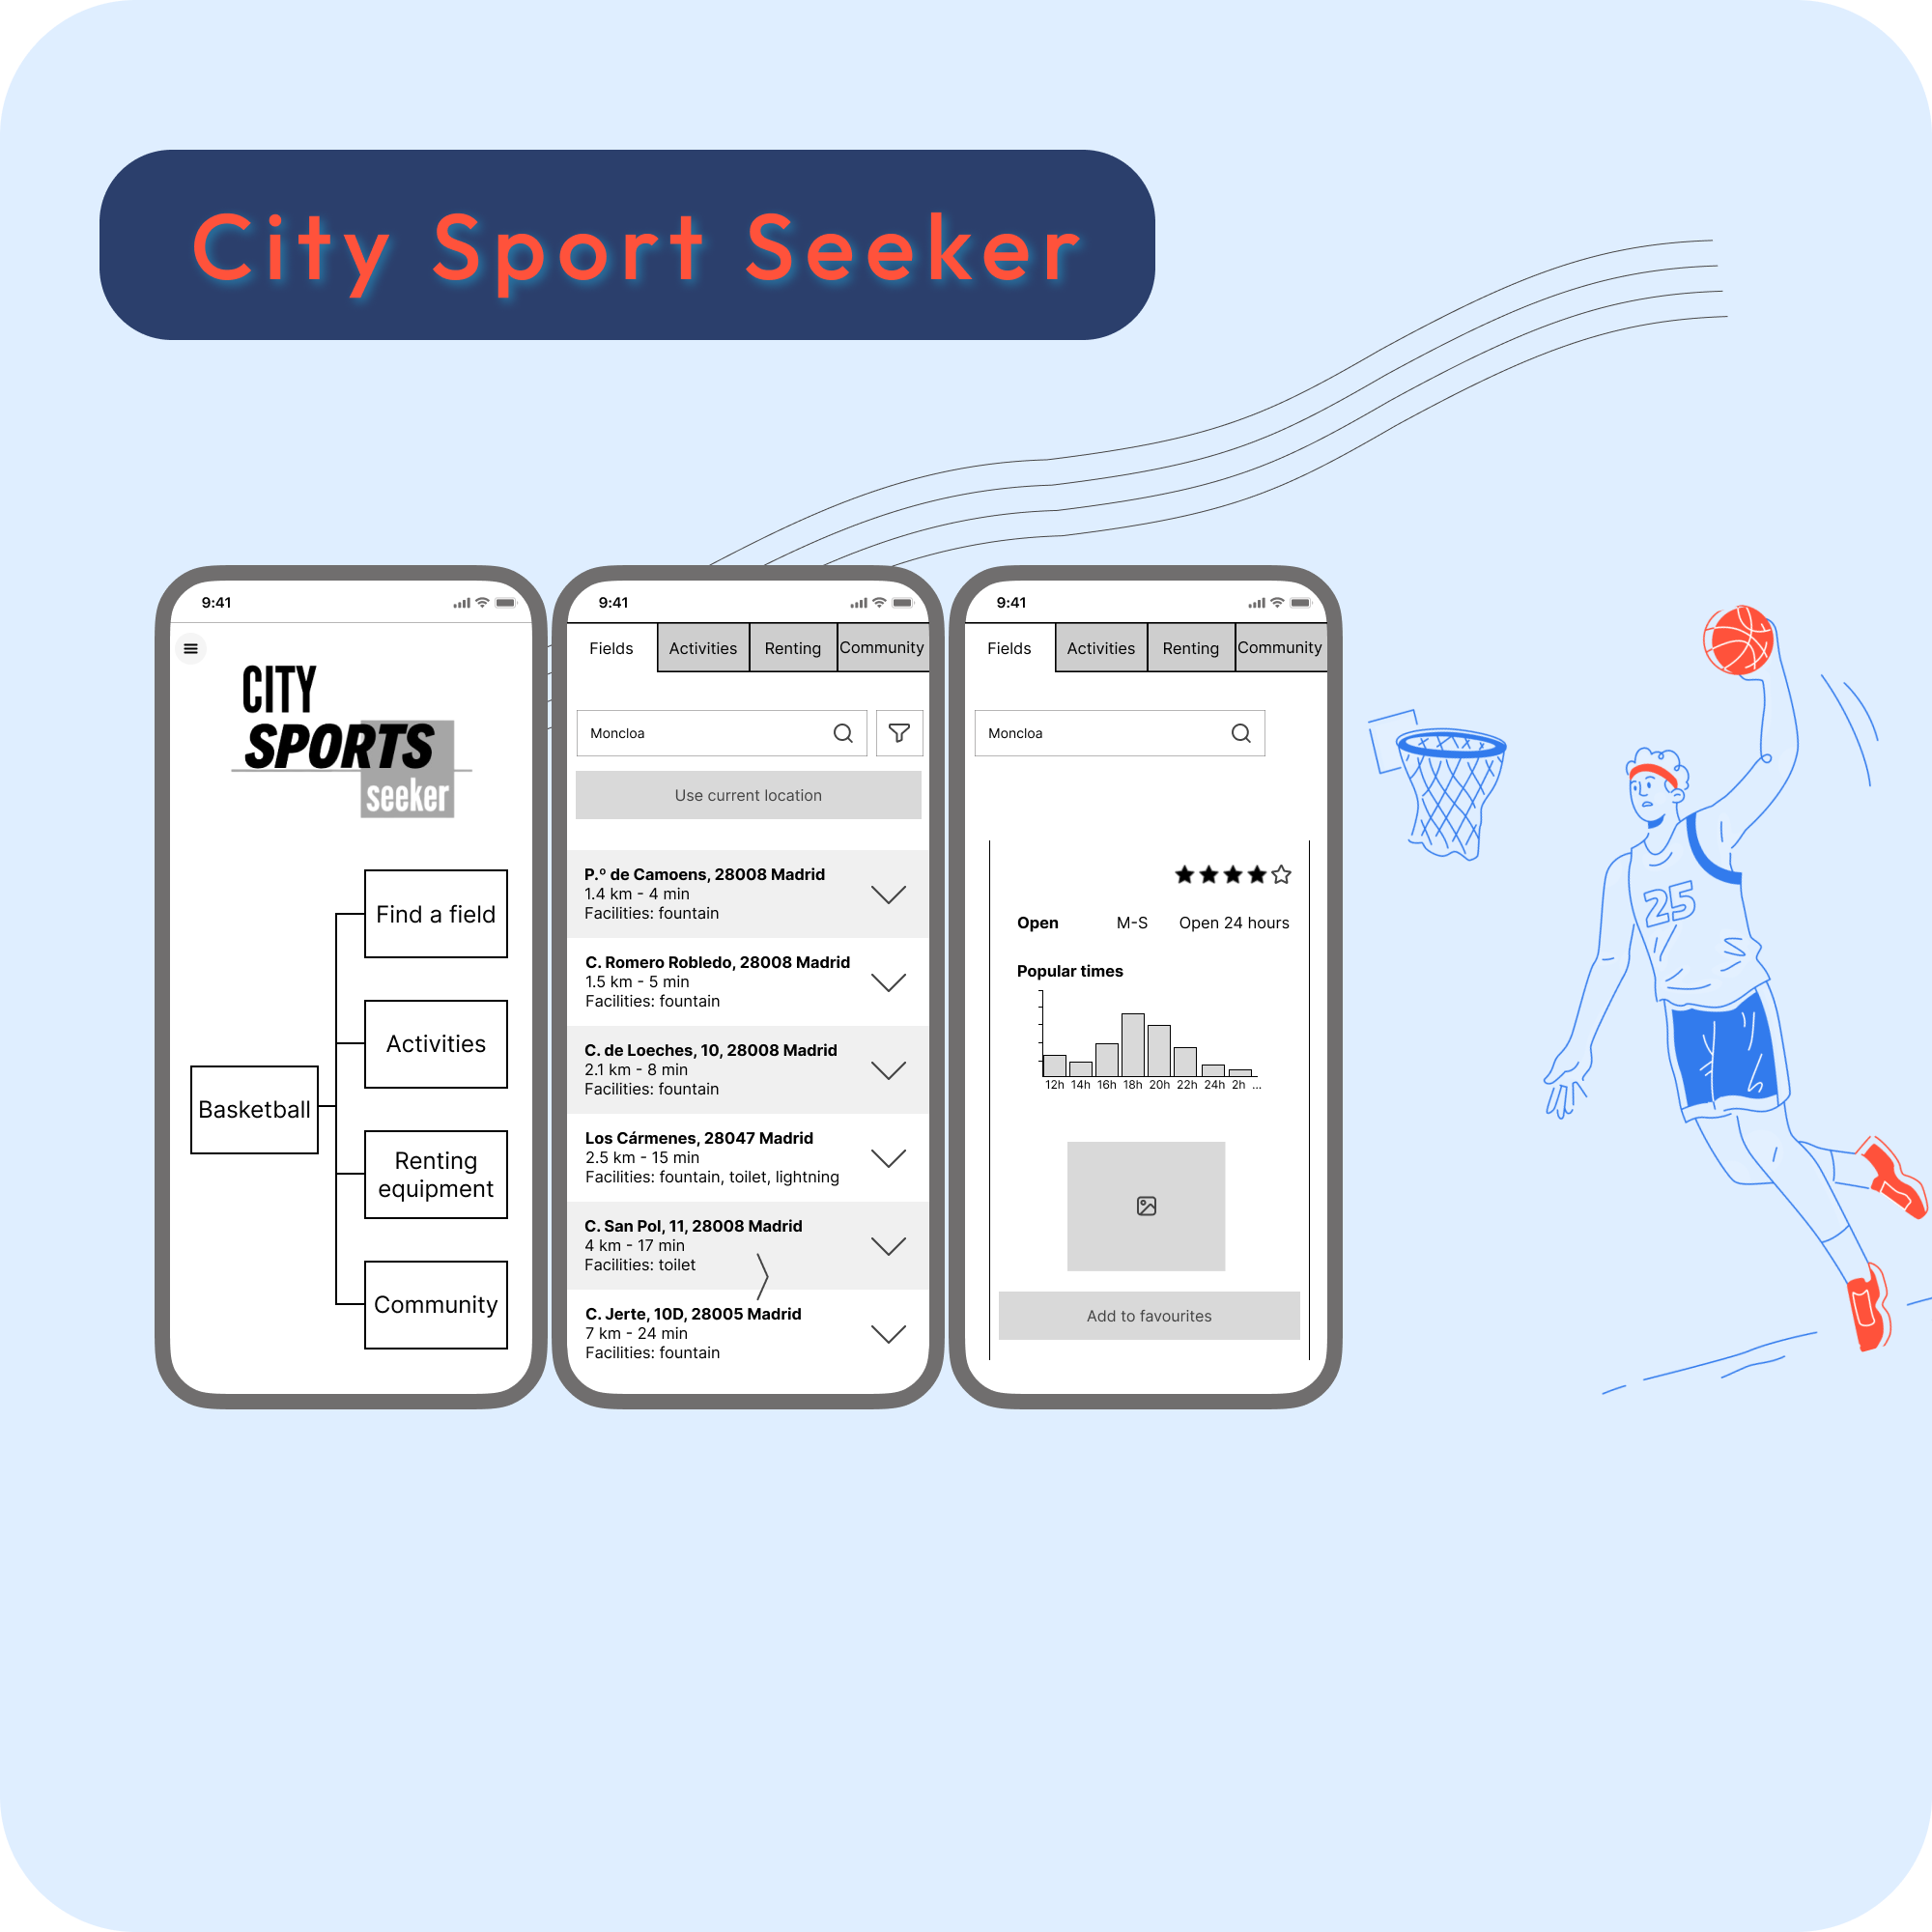 City Sport Seeker
9:41
CITY
SPORTS
seeker
Find a field
Activities
Basketball
Renting
equipment
Community
9:41
Fields
Activities
Renting
Community
Moncloa
Use current location
P.º de Camoens, 28008 Madrid
1.4 km - 4 min
Facilities: fountain
C. Romero Robledo, 28008 Madrid
1.5 km - 5 min
Facilities: fountain
C. de Loeches, 10, 28008 Madrid
2.1 km - 8 min
Facilities: fountain
Los Cármenes, 28047 Madrid
2.5 km - 15 min
Facilities: fountain, toilet, lightning
C. San Pol, 11, 28008 Madrid
4 km - 17 min
Facilities: toilet
C. Jerte, 10D, 28005 Madrid
7 km - 24 min
Facilities: fountain
9:41
Fields
Activities
Renting
Community
Moncloa
Open M-S Open 24 hours
Popular times
12h 14h 16h 18h 20h 22h 24h 2h ...
Add to favourites
25